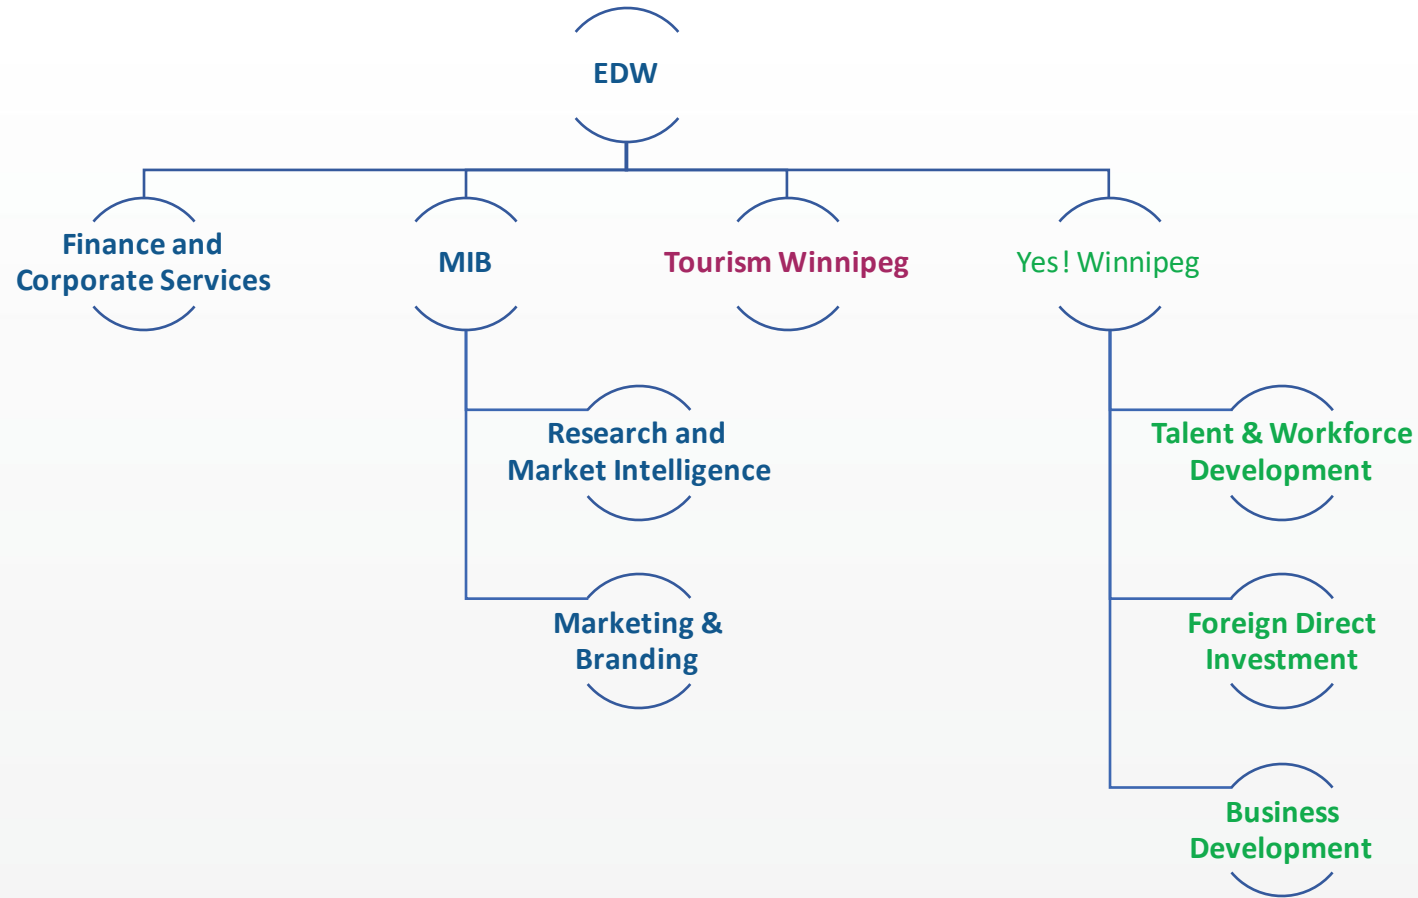 EDW
Finance and
Corporate Services
MIB
Tourism Winnipeg
Yes! Winnipeg
Research and
Market Intelligence
Marketing &
Branding
Talent & Workforce
Development
Foreign Direct
Investment
Business
Development